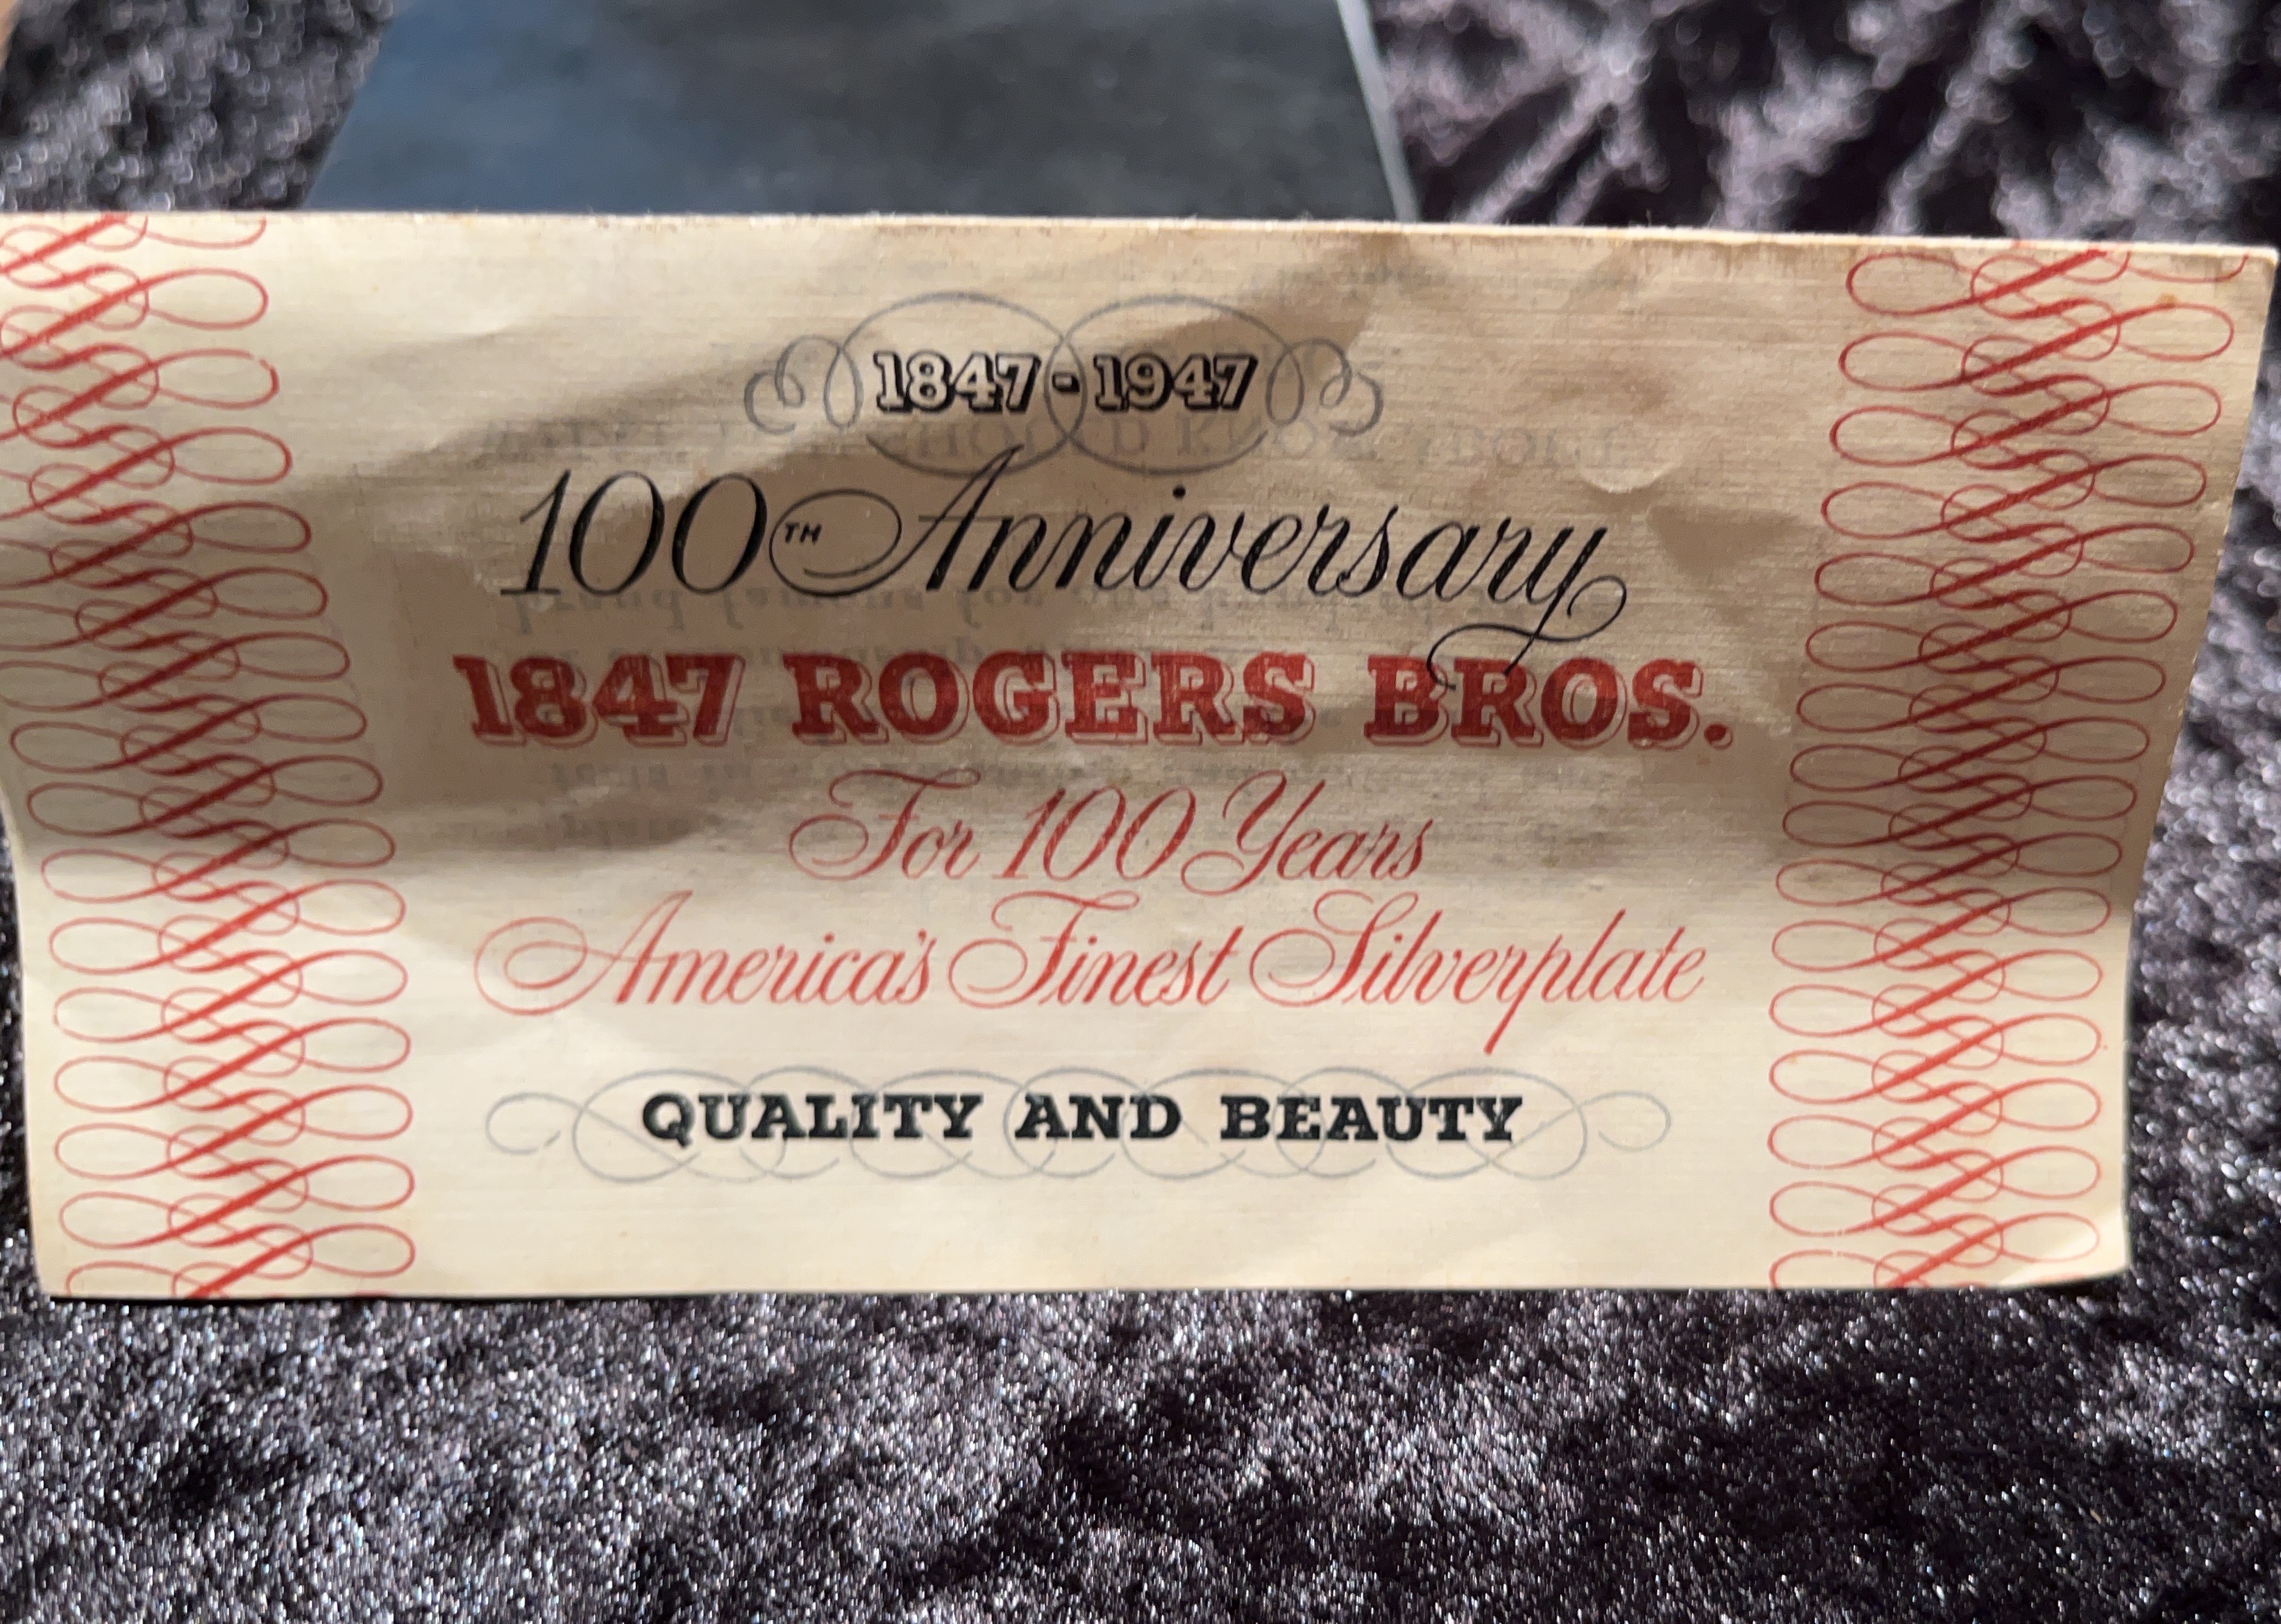 1847-1947
100TH Anniversary
1847 ROGERS BROS.
For 100 Years
America's Finest Silverplate
QUALITY AND BEAUTY